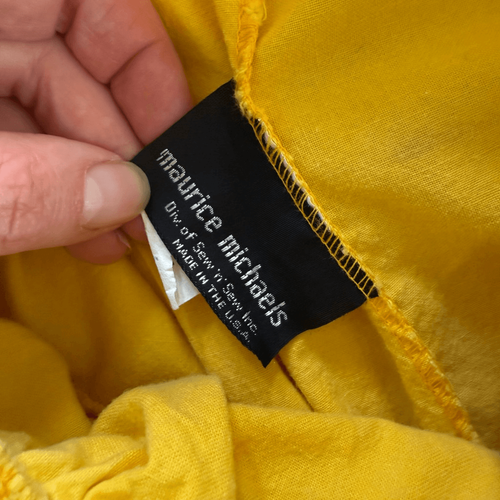 maurice michaels
Div. of Sew 'n' Sew Inc.
MADE IN THE U.S.A.